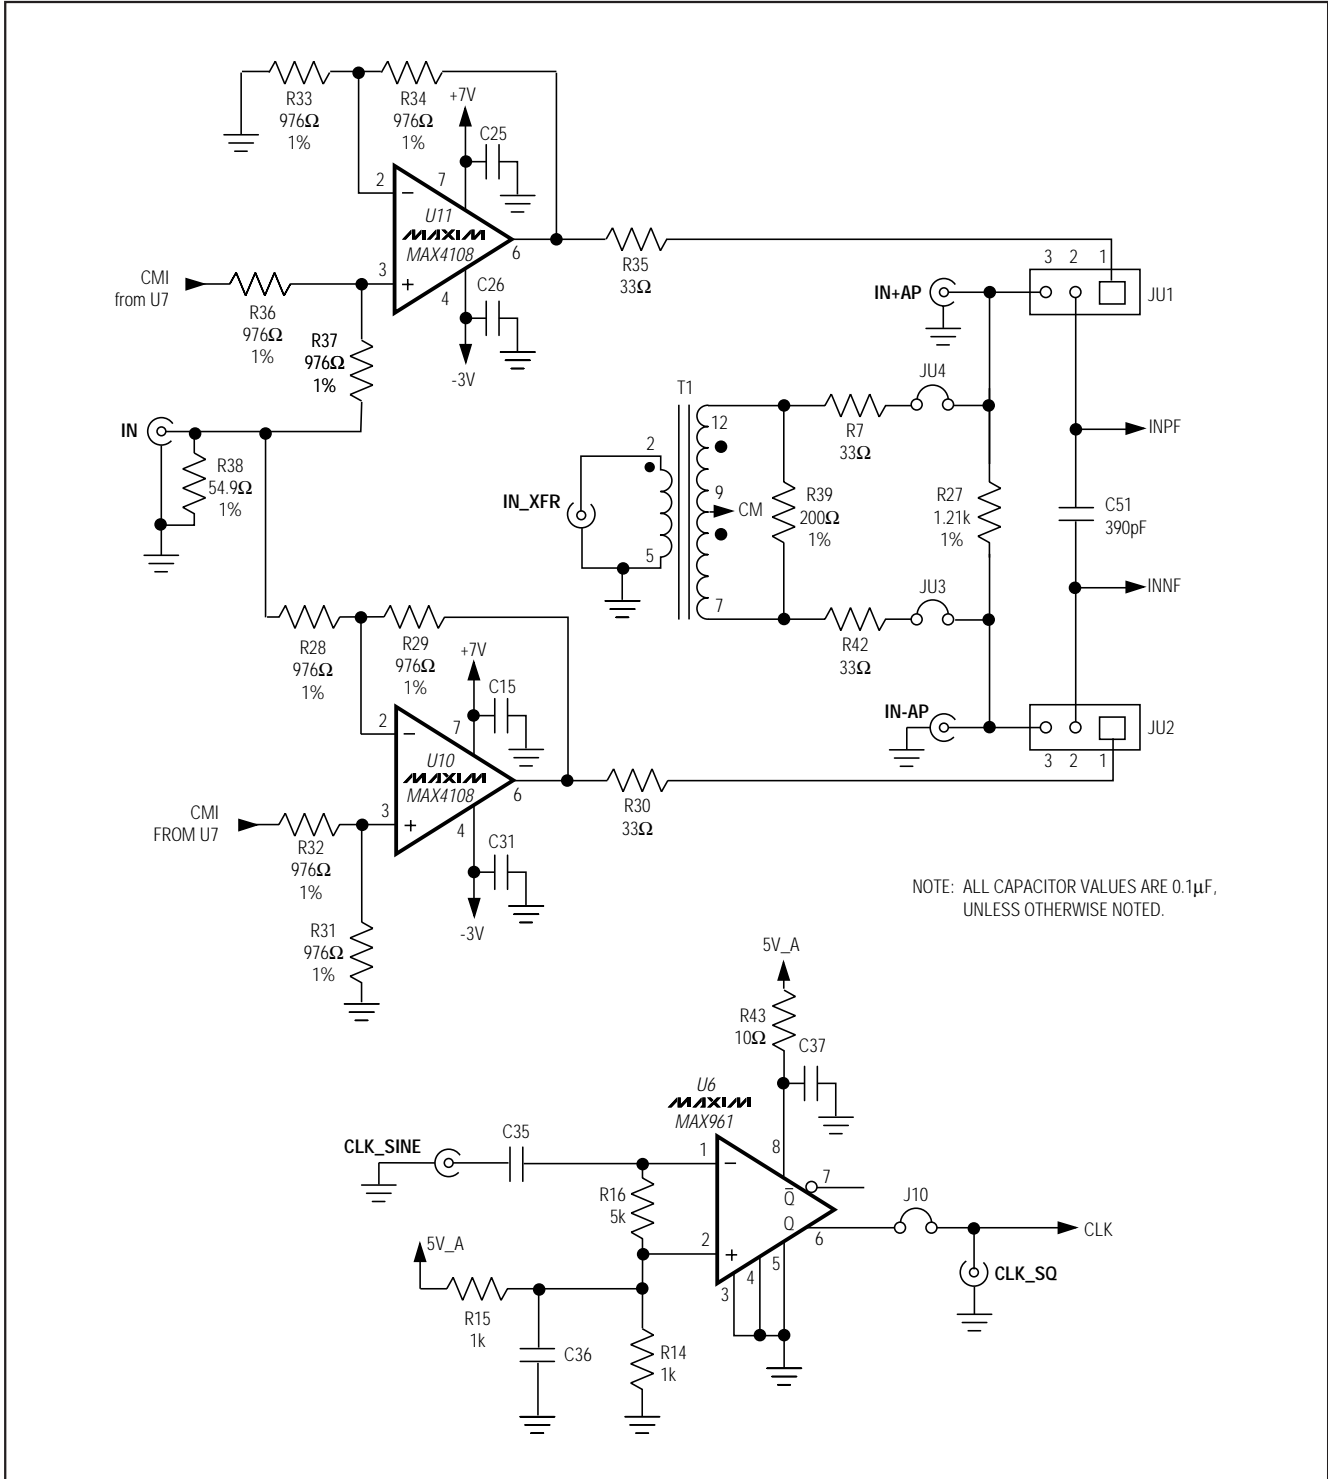 R33
976Ω
1%
R34
976Ω
1%
+7V
C25
2
7
−
U11
MAXIM
MAX4108
6
3
+
4
CMI
from U7
R36
976Ω
1%
R37
976Ω
1%
C26
-3V
R35
33Ω
3 2 1
JU1
IN+AP
IN
R38
54.9Ω
1%
T1
JU4
12
R7
33Ω
INPF
2
IN_XFR
9
CM
R39
200Ω
1%
R27
1.21k
1%
C51
390pF
5
7
JU3
INNF
R42
33Ω
R28
976Ω
1%
R29
976Ω
1%
+7V
C15
IN-AP
JU2
3 2 1
2
7
−
U10
MAXIM
MAX4108
6
3
+
4
CMI
FROM U7
R32
976Ω
1%
C31
R30
33Ω
-3V
R31
976Ω
1%
NOTE: ALL CAPACITOR VALUES ARE 0.1μF,
UNLESS OTHERWISE NOTED.
5V_A
R43
10Ω
C37
U6
MAXIM
MAX961
CLK_SINE
C35
1
−
8
7
Q̅
R16
5k
Q
6
J10
CLK
2
+
5
4
3
5V_A
CLK_SQ
R15
1k
C36
R14
1k